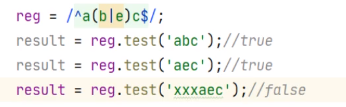 reg = /^a(b|e)c$/;
result = reg.test('abc');//true
result = reg.test('aec');//true
result = reg.test('xxxaec');//false